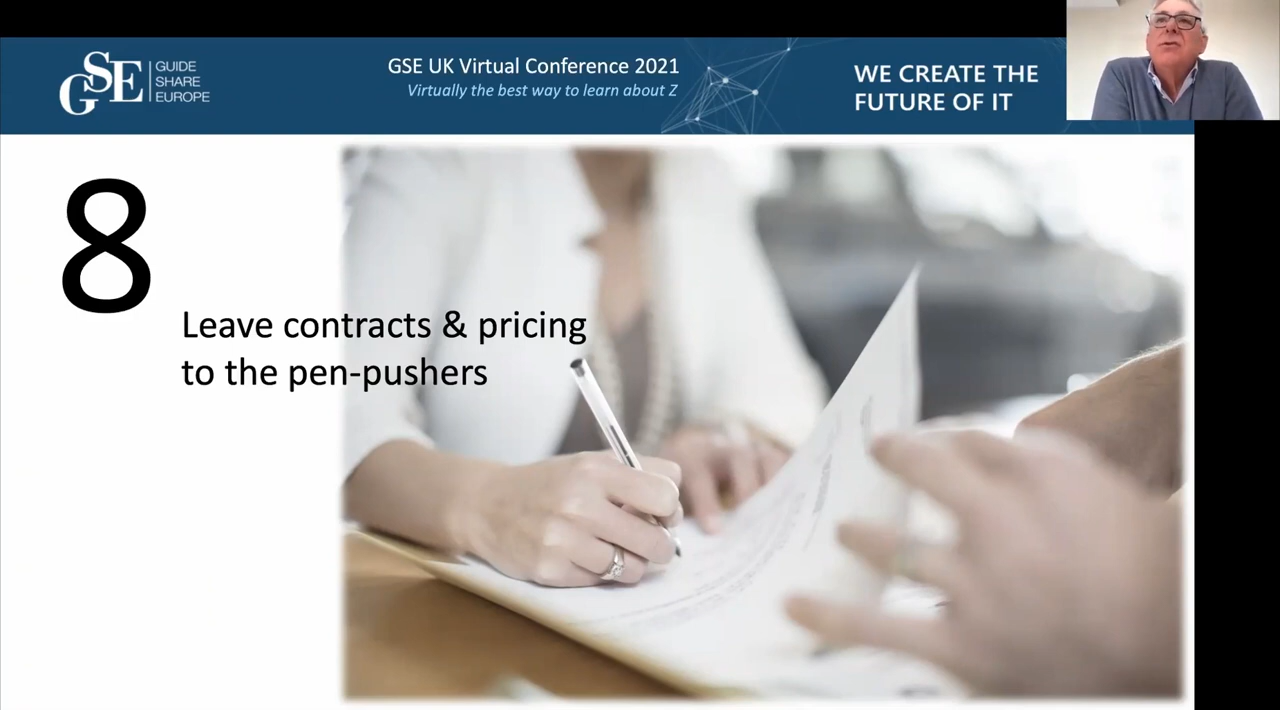 GSE
GUIDE
SHARE
EUROPE
GSE UK Virtual Conference 2021
Virtually the best way to learn about Z
WE CREATE THE
FUTURE OF IT
8
Leave contracts & pricing
to the pen-pushers